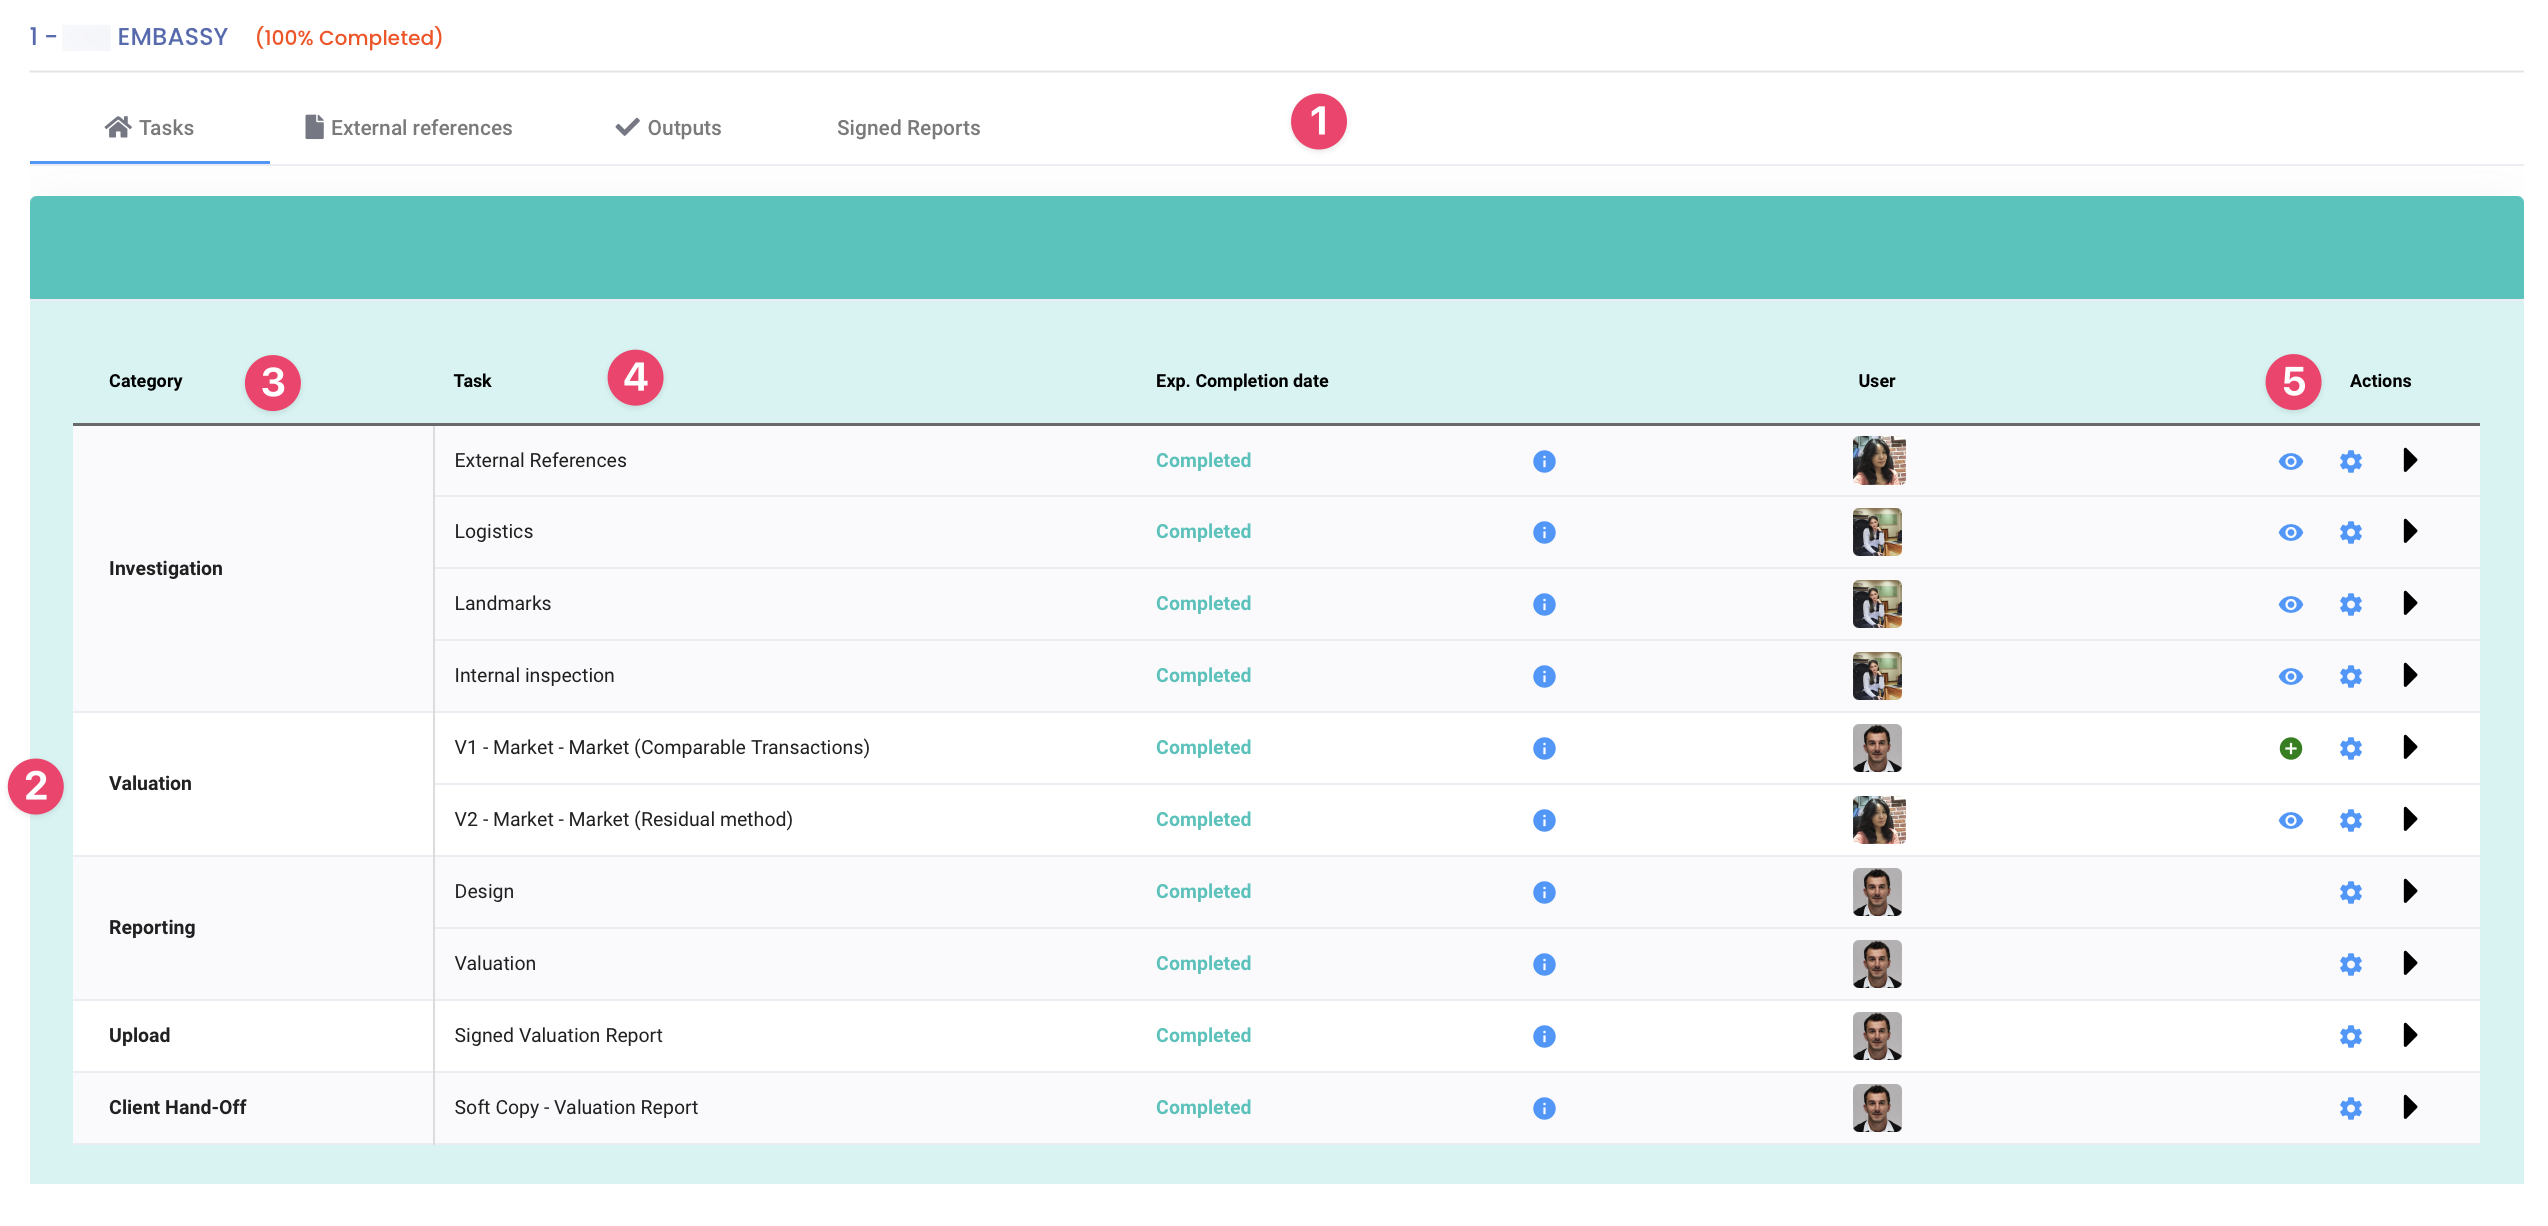 1 - EMBASSY (100% Completed)
Tasks External references Outputs Signed Reports 1
Category 3 Task 4 Exp. Completion date User 5 Actions
External References Completed
Logistics Completed
Investigation
Landmarks Completed
Internal inspection Completed
V1 - Market - Market (Comparable Transactions) Completed
2 Valuation
V2 - Market - Market (Residual method) Completed
Design Completed
Reporting
Valuation Completed
Upload Signed Valuation Report Completed
Client Hand-Off Soft Copy - Valuation Report Completed